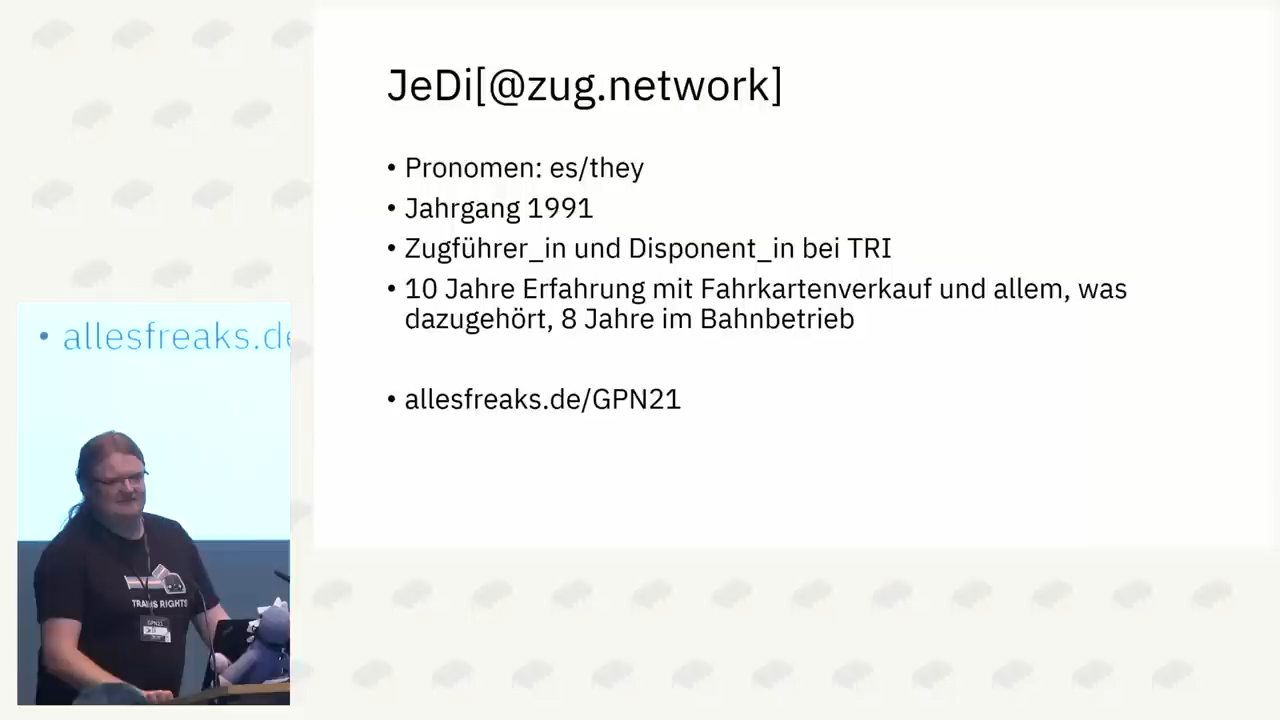 JeDi[@zug.network]
• Pronomen: es/they
• Jahrgang 1991
• Zugführer_in und Disponent_in bei TRI
• 10 Jahre Erfahrung mit Fahrkartenverkauf und allem, was
dazugehört, 8 Jahre im Bahnbetrieb
• allesfreaks.de/GPN21
• allesfreaks.de
TRAINS RIGHTS
GPN21